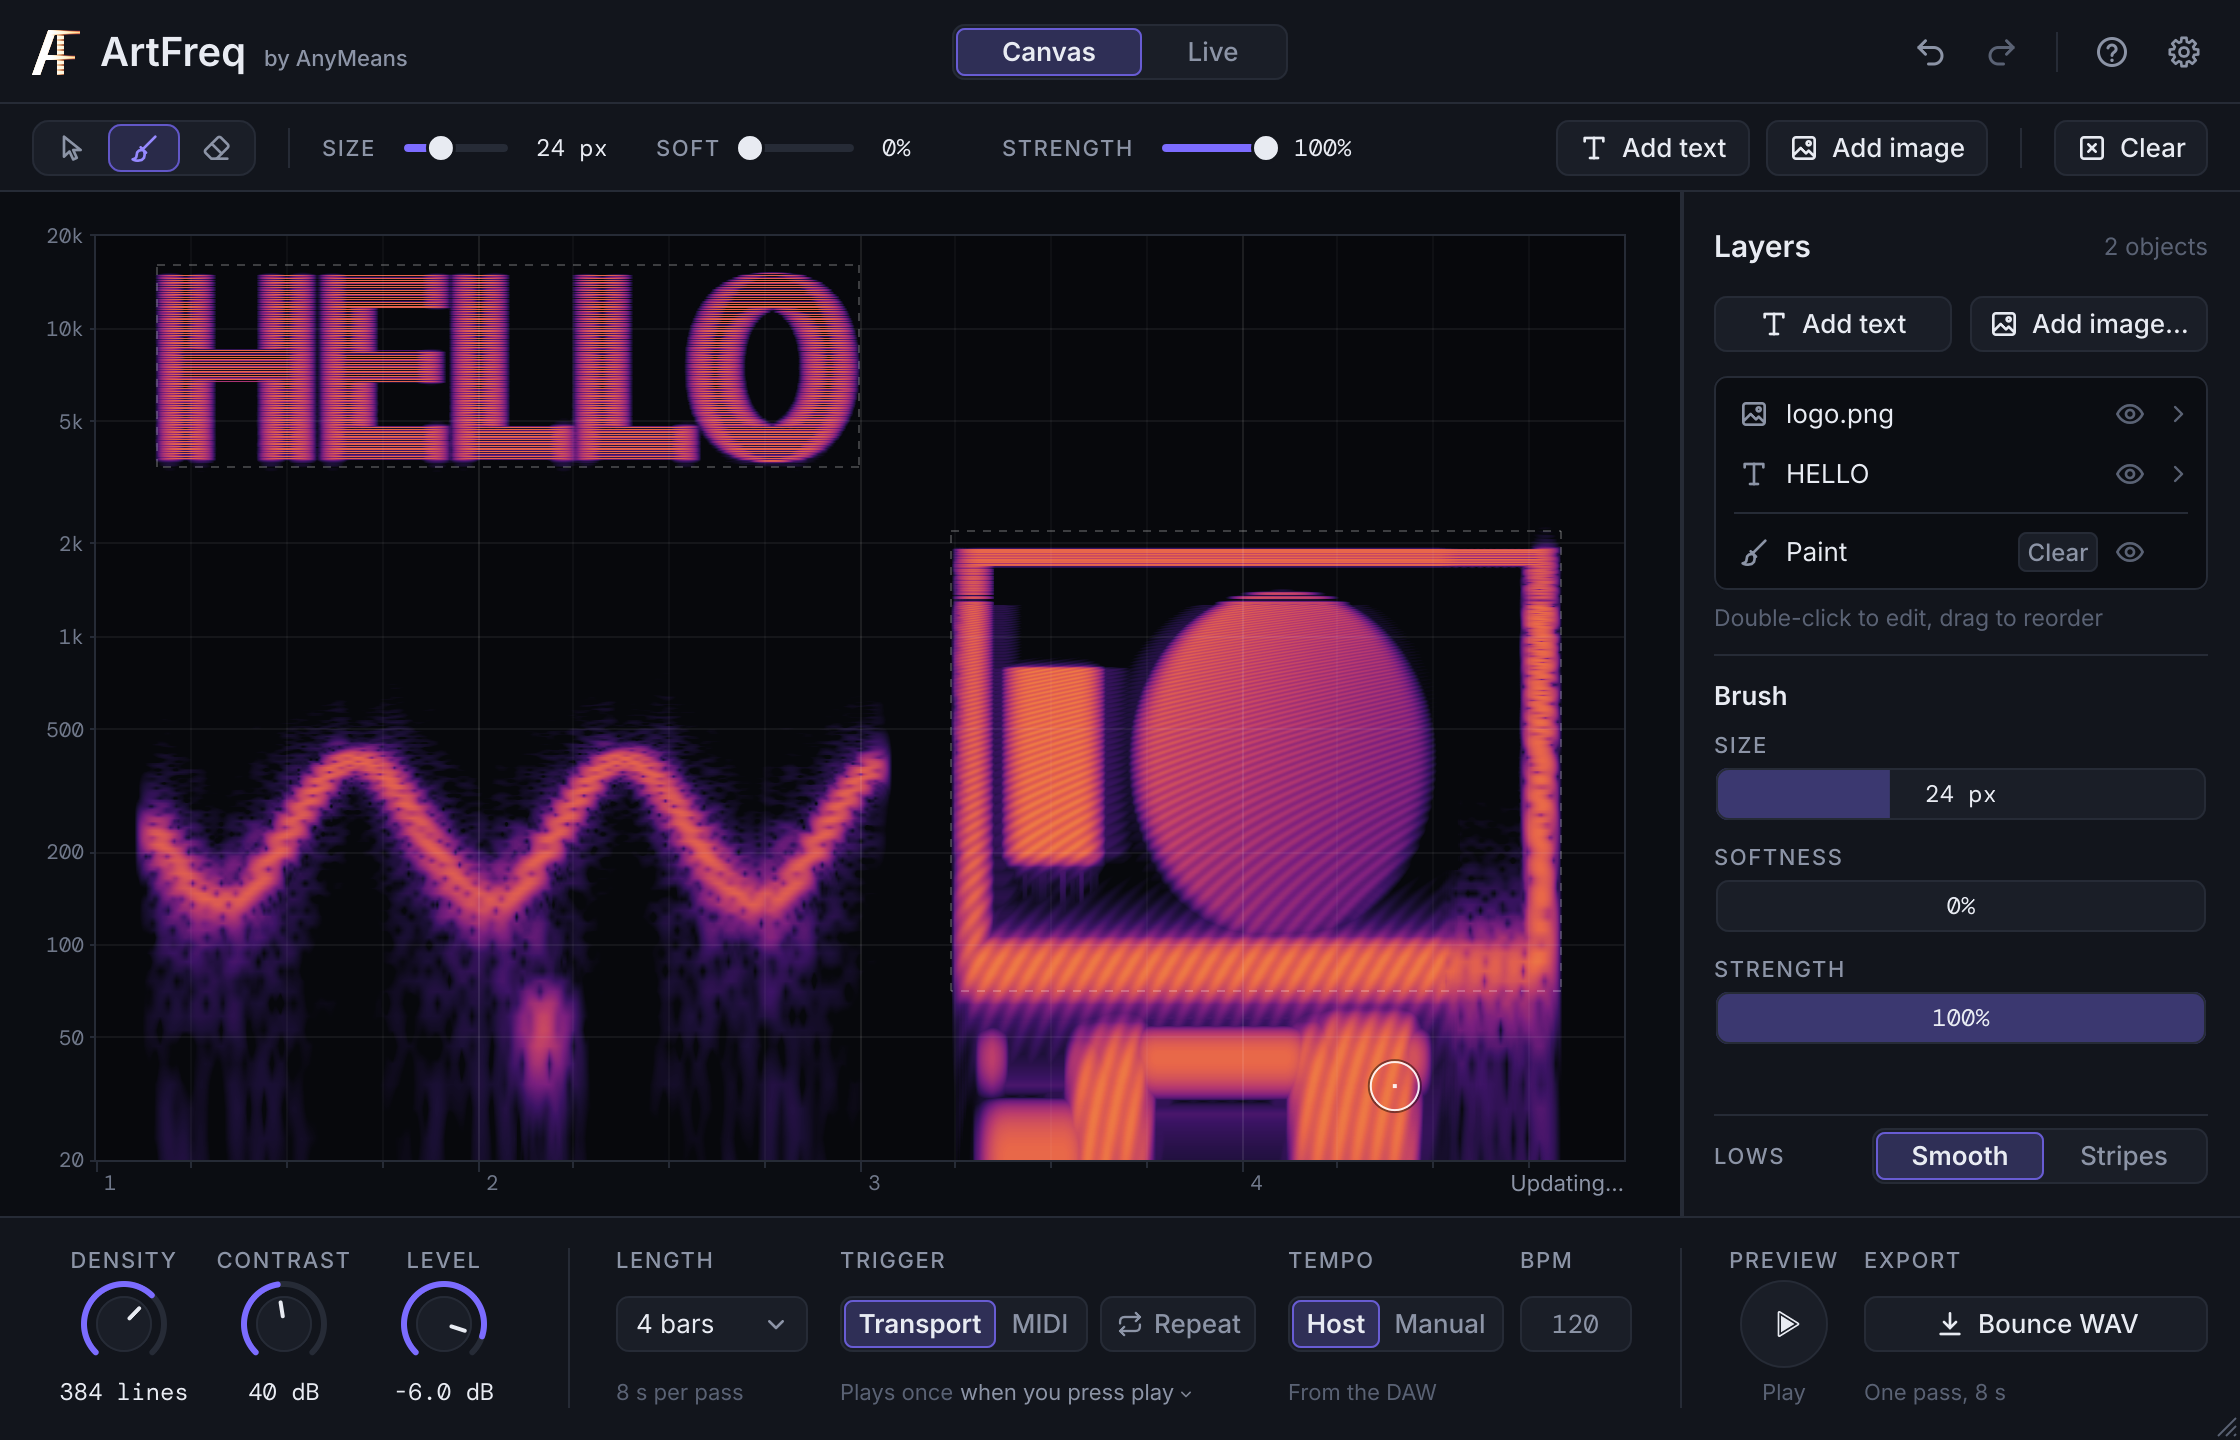 AF ArtFreq by AnyMeans
Canvas Live
SIZE 24 px SOFT 0% STRENGTH 100%
Add text Add image Clear
20k
10k
5k
2k
1k
500
200
100
50
20
HELLO
1 2 3 4 Updating...
Layers 2 objects
Add text Add image...
logo.png
HELLO
Paint Clear
Double-click to edit, drag to reorder
Brush
SIZE
24 px
SOFTNESS
0%
STRENGTH
100%
LOWS Smooth Stripes
DENSITY CONTRAST LEVEL LENGTH TRIGGER TEMPO BPM PREVIEW EXPORT
4 bars Transport MIDI Repeat Host Manual 120 Bounce WAV
384 lines 40 dB -6.0 dB 8 s per pass Plays once when you press play From the DAW Play One pass, 8 s